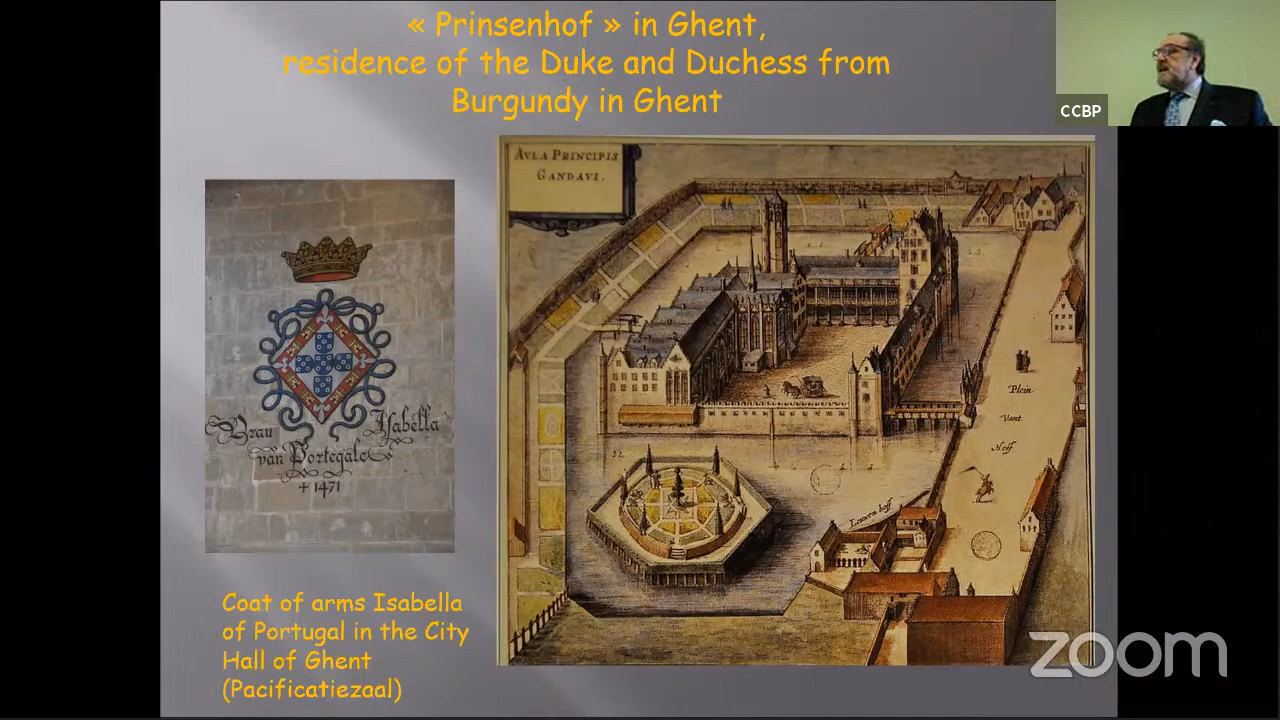 « Prinsenhof » in Ghent,
residence of the Duke and Duchess from
Burgundy in Ghent
CCBP
AVLA PRINCIPIS
GANDAVI.
Isabella
van Portegale
+ 1471
Plein
Vant
Hoff
Leuwen hoff
Coat of arms Isabella
of Portugal in the City
Hall of Ghent
(Pacificatiezaal)
zoom